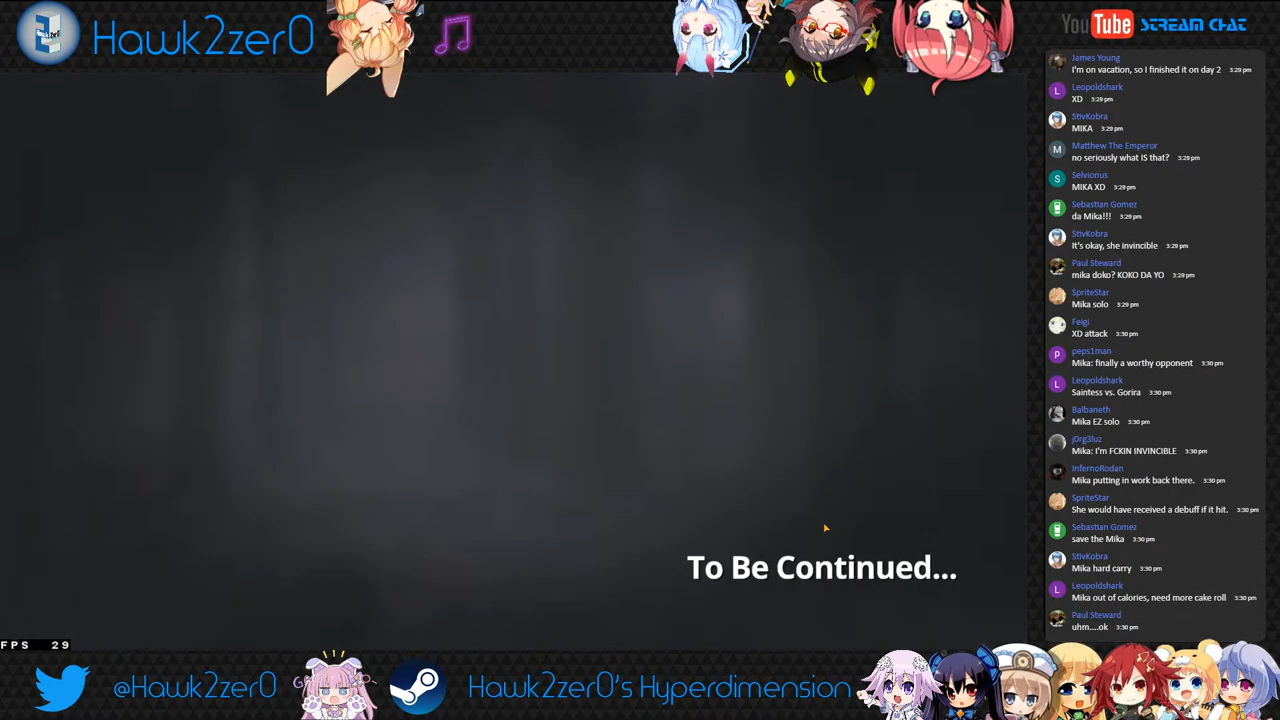 Hawk2zer0
You Tube STREAM CHAT
James Young
I'm on vacation, so I finished it on day 2 3:29 pm
L Leopoldshark
XD 3:29 pm
StivKobra
MIKA 3:29 pm
M Matthew The Emperor
no seriously what IS that? 3:29 pm
S Selvionus
MIKA XD 3:29 pm
Sebastian Gomez
da Mika!!! 3:29 pm
StivKobra
It's okay, she invincible 3:29 pm
Paul Steward
mika doko? KOKO DA YO 3:29 pm
SpriteStar
Mika solo 3:29 pm
Feigi
XD attack 3:30 pm
p peps1man
Mika: finally a worthy opponent 3:30 pm
L Leopoldshark
Saintess vs. Gorira 3:30 pm
Balbaneth
Mika EZ solo 3:30 pm
j0rg3luz
Mika: I'm FCKIN INVINCIBLE 3:30 pm
InfernoRodan
Mika putting in work back there. 3:30 pm
SpriteStar
She would have received a debuff if it hit. 3:30 pm
Sebastian Gomez
save the Mika 3:30 pm
StivKobra
Mika hard carry 3:30 pm
L Leopoldshark
Mika out of calories, need more cake roll 3:30 pm
Paul Steward
uhm....ok 3:30 pm
To Be Continued...
FPS 29
@Hawk2zer0
Hawk2zer0's Hyperdimension